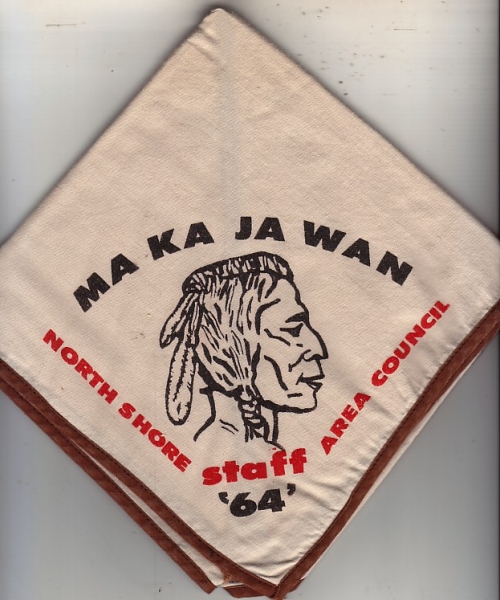 MA KA JA WAN
NORTH SHORE AREA COUNCIL
staff
'64'